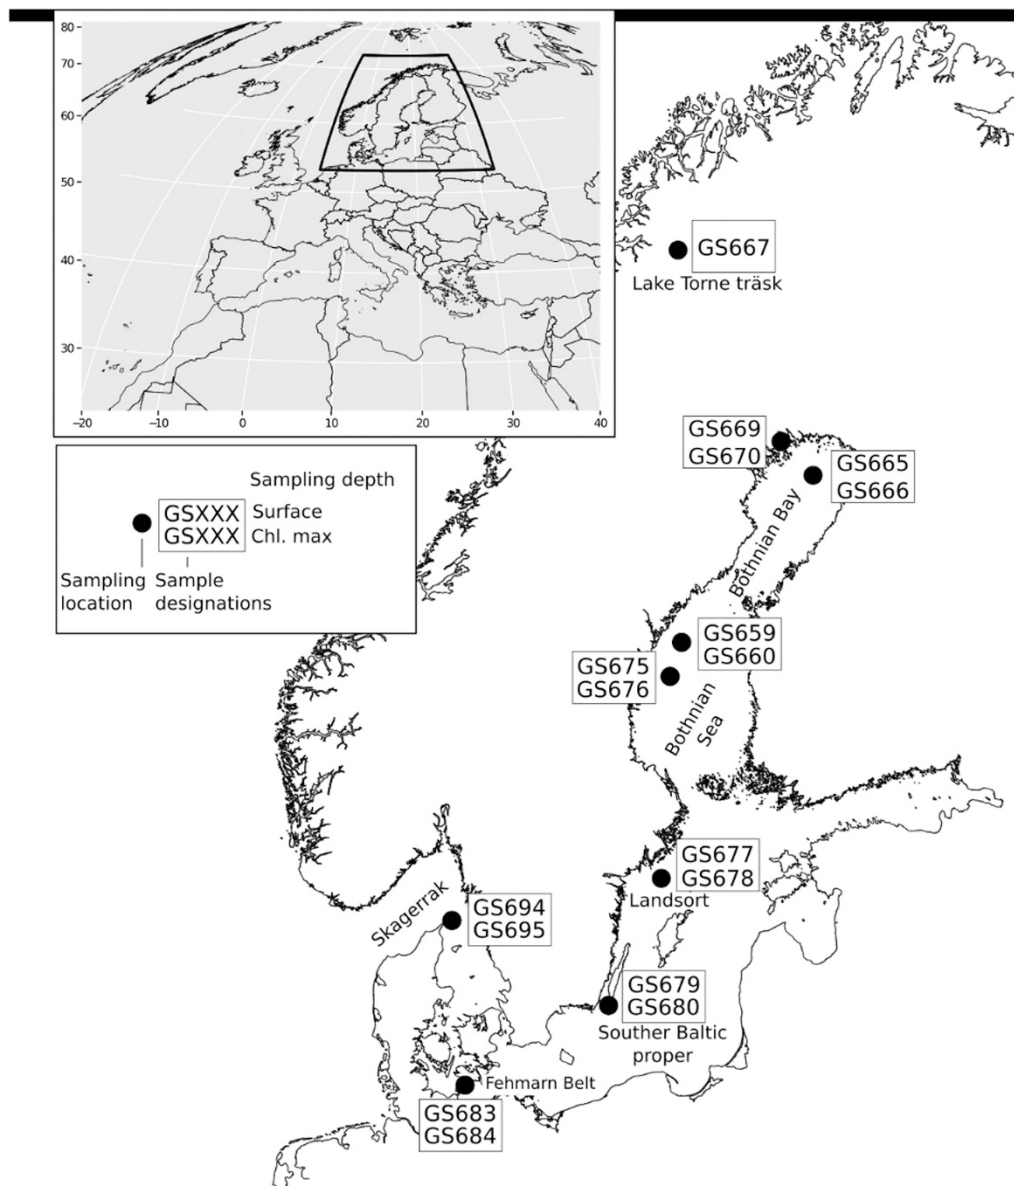 80
70
60
50
40
30
−20
−10
0
10
20
30
40
GS667
Lake Torne träsk
Sampling depth
GSXXX Surface
GSXXX Chl. max
Sampling Sample
location designations
GS669
GS670
GS665
GS666
Bothnian Bay
GS659
GS660
GS675
GS676
Bothnian
Sea
GS677
GS678
Landsort
Skagerrak
GS694
GS695
GS679
GS680
Souther Baltic
proper
Fehmarn Belt
GS683
GS684